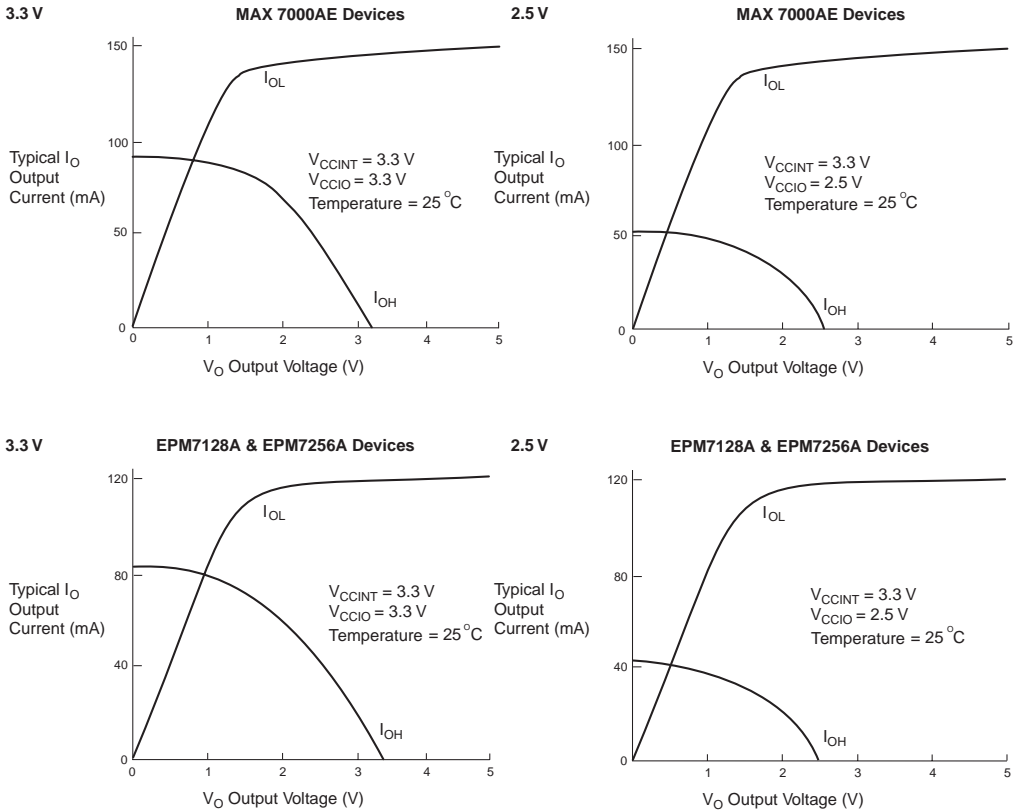 3.3 V
MAX 7000AE Devices
150
I_OL
100
Typical I_O
Output
Current (mA)
V_CCINT = 3.3 V
V_CCIO = 3.3 V
Temperature = 25 °C
50
I_OH
0
0 1 2 3 4 5
V_O Output Voltage (V)
2.5 V
MAX 7000AE Devices
150
I_OL
100
Typical I_O
Output
Current (mA)
V_CCINT = 3.3 V
V_CCIO = 2.5 V
Temperature = 25 °C
50
I_OH
0
0 1 2 3 4 5
V_O Output Voltage (V)
3.3 V
EPM7128A & EPM7256A Devices
120
I_OL
80
Typical I_O
Output
Current (mA)
V_CCINT = 3.3 V
V_CCIO = 3.3 V
Temperature = 25 °C
40
I_OH
0
0 1 2 3 4 5
V_O Output Voltage (V)
2.5 V
EPM7128A & EPM7256A Devices
120
I_OL
80
Typical I_O
Output
Current (mA)
V_CCINT = 3.3 V
V_CCIO = 2.5 V
Temperature = 25 °C
40
I_OH
0
1 2 3 4 5
V_O Output Voltage (V)